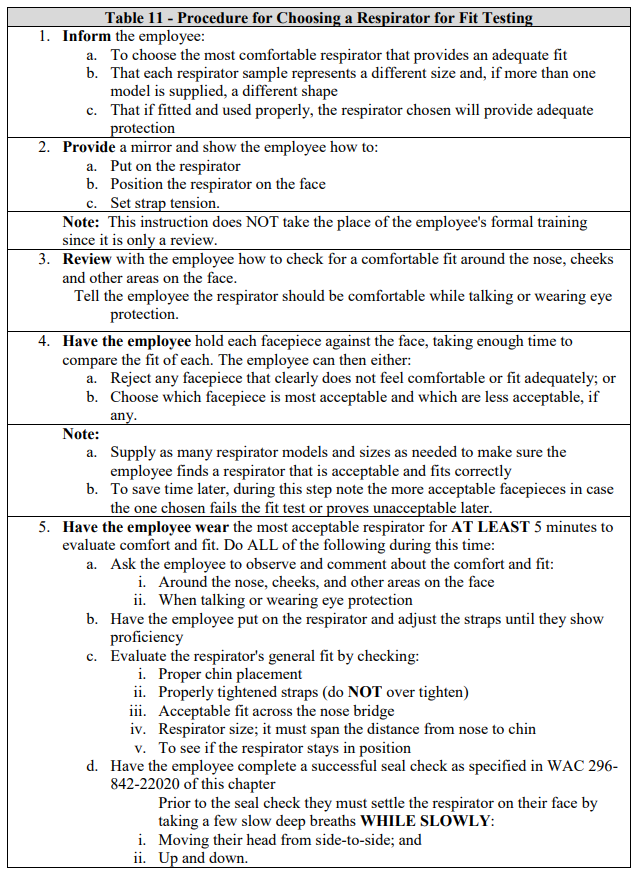 Table 11 - Procedure for Choosing a Respirator for Fit Testing
1. Inform the employee:
a. To choose the most comfortable respirator that provides an adequate fit
b. That each respirator sample represents a different size and, if more than one
model is supplied, a different shape
c. That if fitted and used properly, the respirator chosen will provide adequate
protection
2. Provide a mirror and show the employee how to:
a. Put on the respirator
b. Position the respirator on the face
c. Set strap tension.
Note: This instruction does NOT take the place of the employee's formal training
since it is only a review.
3. Review with the employee how to check for a comfortable fit around the nose, cheeks
and other areas on the face.
Tell the employee the respirator should be comfortable while talking or wearing eye
protection.
4. Have the employee hold each facepiece against the face, taking enough time to
compare the fit of each. The employee can then either:
a. Reject any facepiece that clearly does not feel comfortable or fit adequately; or
b. Choose which facepiece is most acceptable and which are less acceptable, if
any.
Note:
a. Supply as many respirator models and sizes as needed to make sure the
employee finds a respirator that is acceptable and fits correctly
b. To save time later, during this step note the more acceptable facepieces in case
the one chosen fails the fit test or proves unacceptable later.
5. Have the employee wear the most acceptable respirator for AT LEAST 5 minutes to
evaluate comfort and fit. Do ALL of the following during this time:
a. Ask the employee to observe and comment about the comfort and fit:
i. Around the nose, cheeks, and other areas on the face
ii. When talking or wearing eye protection
b. Have the employee put on the respirator and adjust the straps until they show
proficiency
c. Evaluate the respirator's general fit by checking:
i. Proper chin placement
ii. Properly tightened straps (do NOT over tighten)
iii. Acceptable fit across the nose bridge
iv. Respirator size; it must span the distance from nose to chin
v. To see if the respirator stays in position
d. Have the employee complete a successful seal check as specified in WAC 296-
842-22020 of this chapter
Prior to the seal check they must settle the respirator on their face by
taking a few slow deep breaths WHILE SLOWLY:
i. Moving their head from side-to-side; and
ii. Up and down.